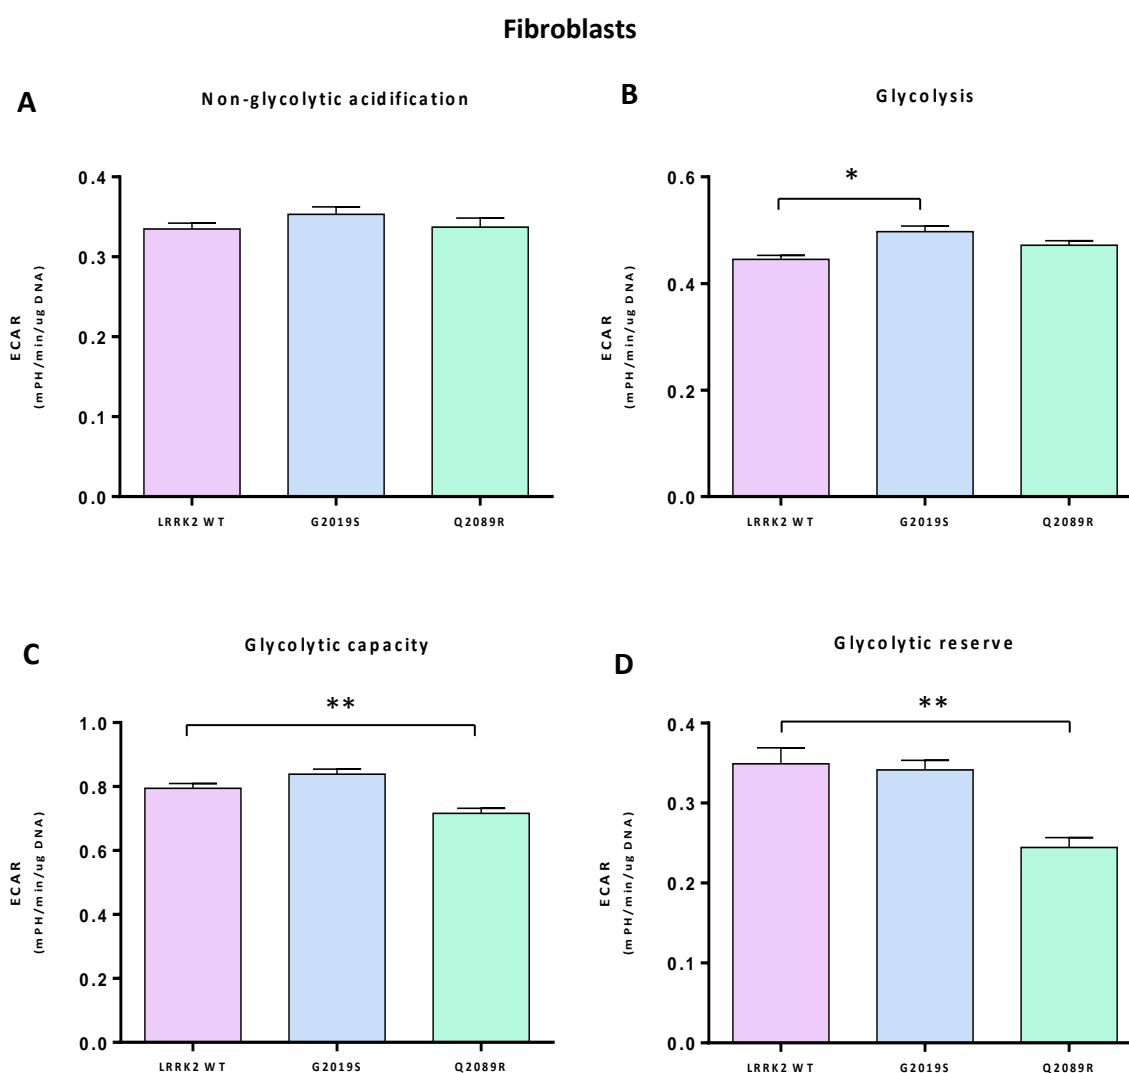 Fibroblasts
A
Non-glycolytic acidification
ECAR
(mPH/min/ug DNA)
0.4
0.3
0.2
0.1
0.0
LRRK2 WT
G2019S
Q2089R
B
Glycolysis
ECAR
(mPH/min/ug DNA)
0.6
0.4
0.2
0.0
*
LRRK2 WT
G2019S
Q2089R
C
Glycolytic capacity
ECAR
(mPH/min/ug DNA)
1.0
0.8
0.6
0.4
0.2
0.0
**
LRRK2 WT
G2019S
Q2089R
D
Glycolytic reserve
ECAR
(mPH/min/ug DNA)
0.4
0.3
0.2
0.1
0.0
**
LRRK2 WT
G2019S
Q2089R